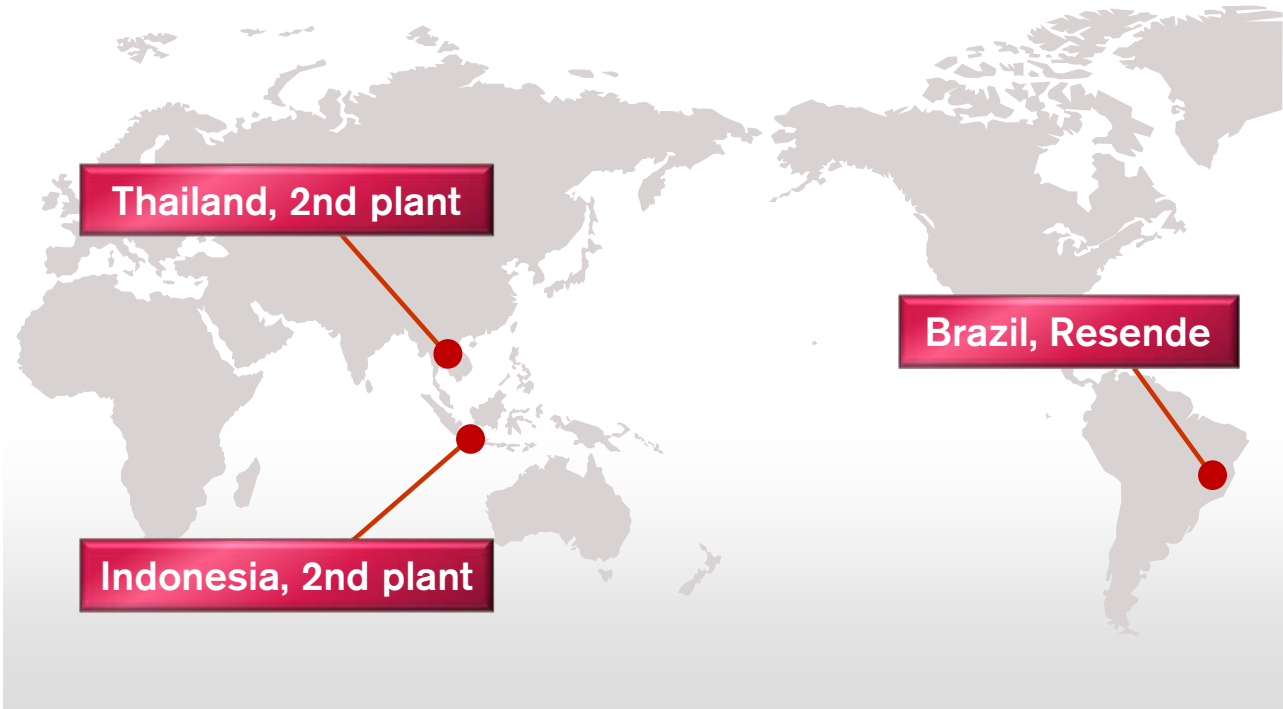 Thailand, 2nd plant
Brazil, Resende
Indonesia, 2nd plant